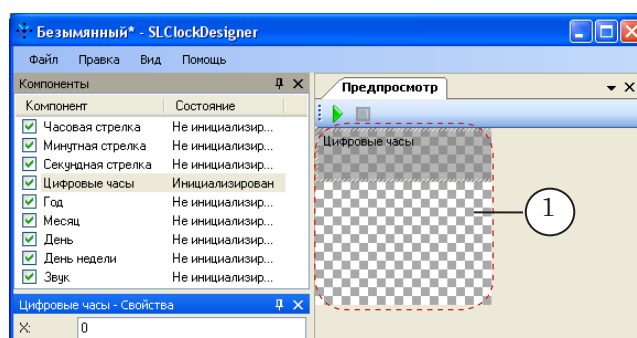 Безымянный* - SLClockDesigner
Файл Правка Вид Помощь
Компоненты
Компонент Состояние
Часовая стрелка Не инициализир...
Минутная стрелка Не инициализир...
Секундная стрелка Не инициализир...
Цифровые часы Инициализирован
Год Не инициализир...
Месяц Не инициализир...
День Не инициализир...
День недели Не инициализир...
Звук Не инициализир...
Цифровые часы - Свойства
X: 0
Предпросмотр
Цифровые часы
1